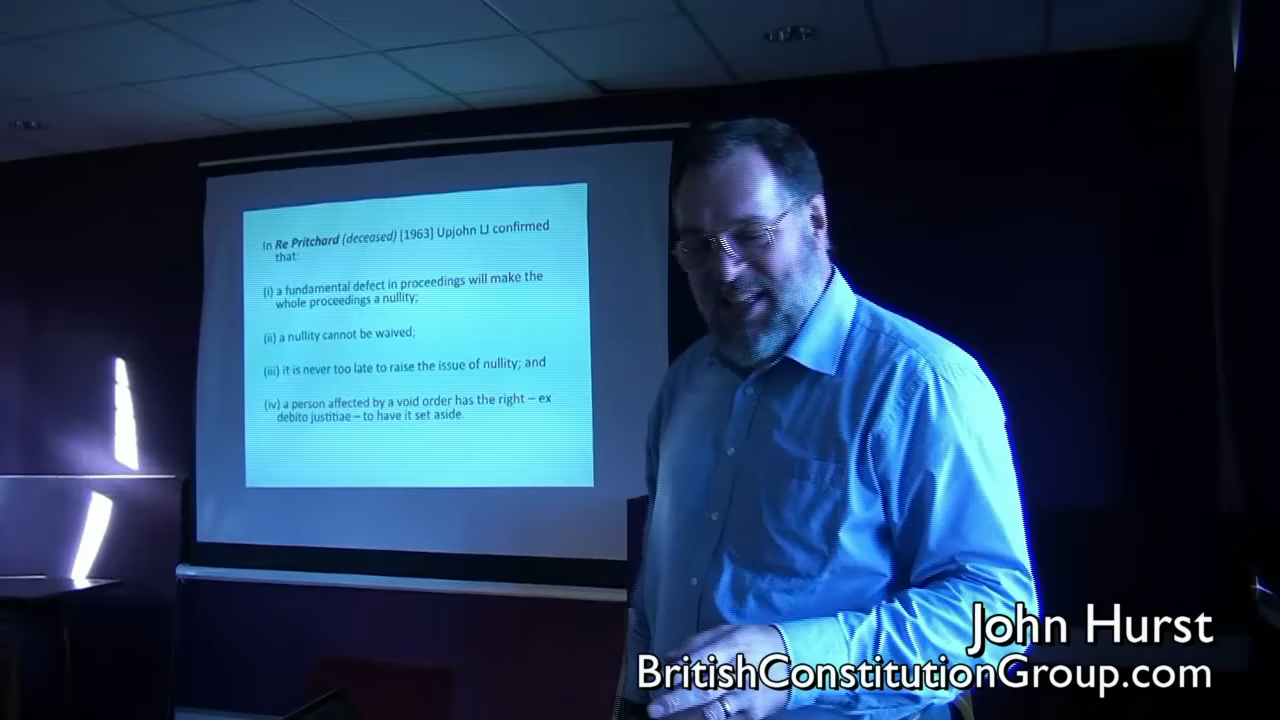 In Re Pritchard (deceased) [1963] Upjohn LJ confirmed
that:
(i) a fundamental defect in proceedings will make the
whole proceedings a nullity;
(ii) a nullity cannot be waived;
(iii) it is never too late to raise the issue of nullity; and
(iv) a person affected by a void order has the right – ex
debito justitiae – to have it set aside.
John Hurst
BritishConstitutionGroup.com